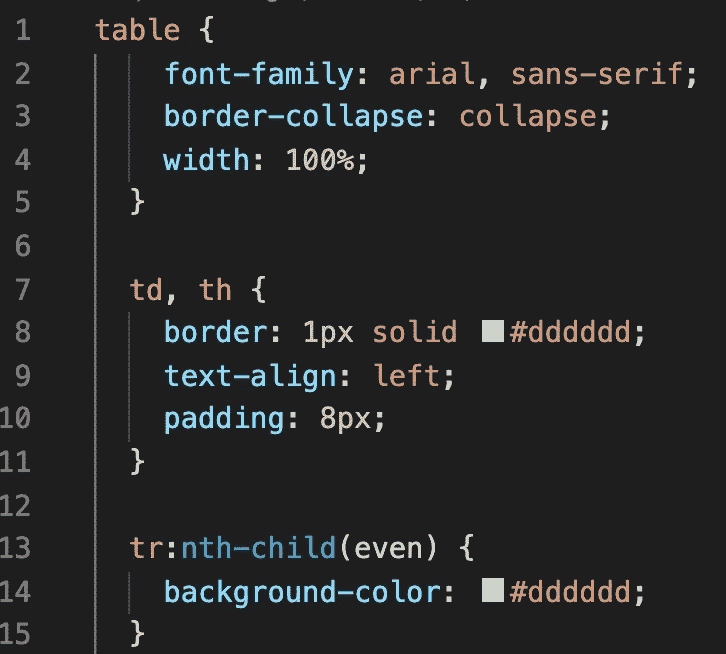 1 table {
2 font-family: arial, sans-serif;
3 border-collapse: collapse;
4 width: 100%;
5 }
6
7 td, th {
8 border: 1px solid #dddddd;
9 text-align: left;
10 padding: 8px;
11 }
12
13 tr:nth-child(even) {
14 background-color: #dddddd;
15 }